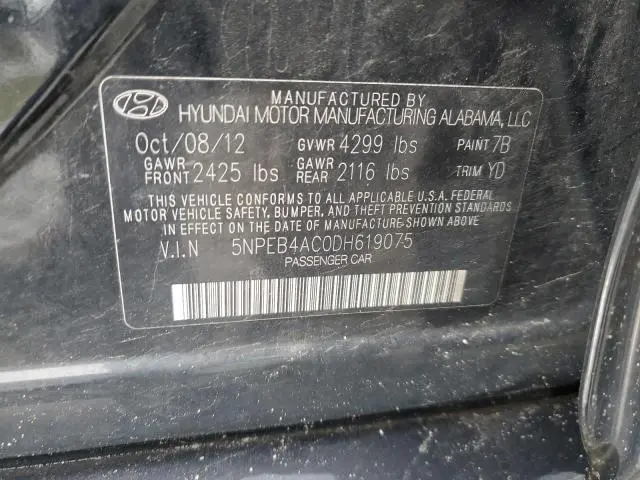 MANUFACTURED BY
HYUNDAI MOTOR MANUFACTURING ALABAMA, LLC
Oct/08/12 GVWR 4299 lbs PAINT 7B
GAWR FRONT 2425 lbs GAWR REAR 2116 lbs TRIM YD
THIS VEHICLE CONFORMS TO ALL APPLICABLE U.S.A. FEDERAL
MOTOR VEHICLE SAFETY, BUMPER, AND THEFT PREVENTION STANDARDS
IN EFFECT ON THE DATE OF MANUFACTURE SHOWN ABOVE
V.I.N 5NPEB4AC0DH619075
PASSENGER CAR